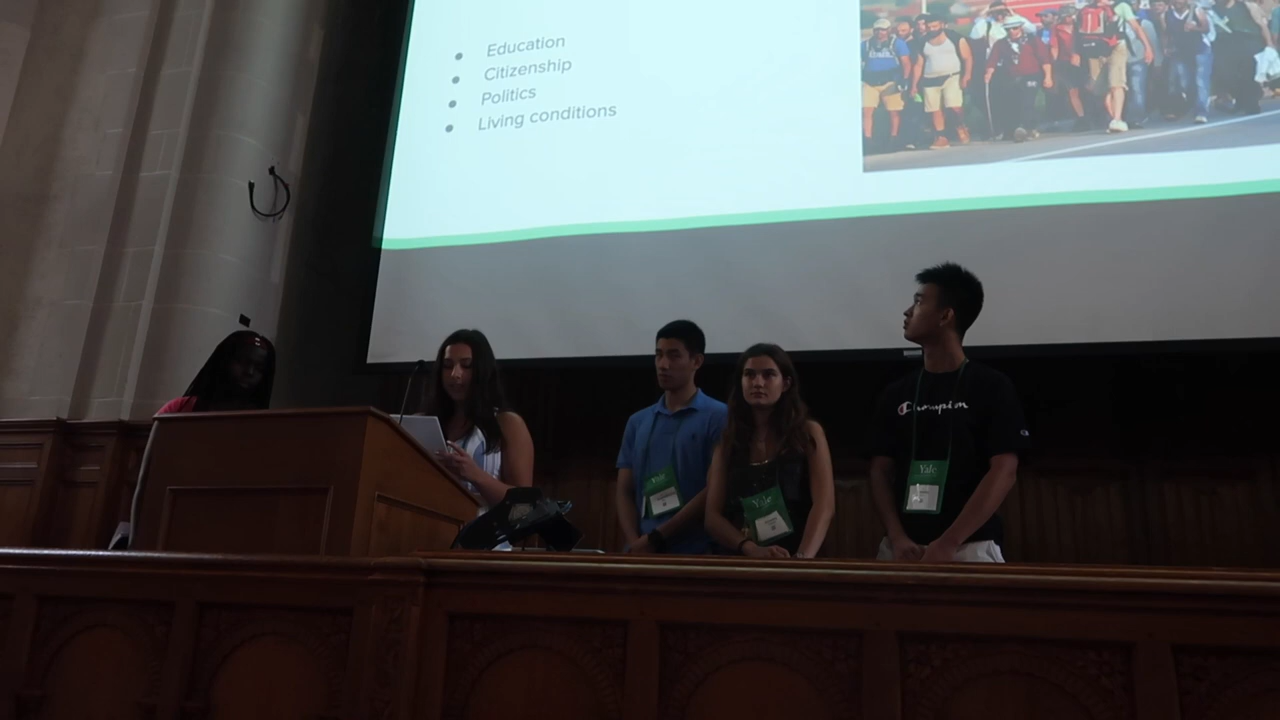 Education
Citizenship
Politics
Living conditions
Champion
Yale
Yale
Yale